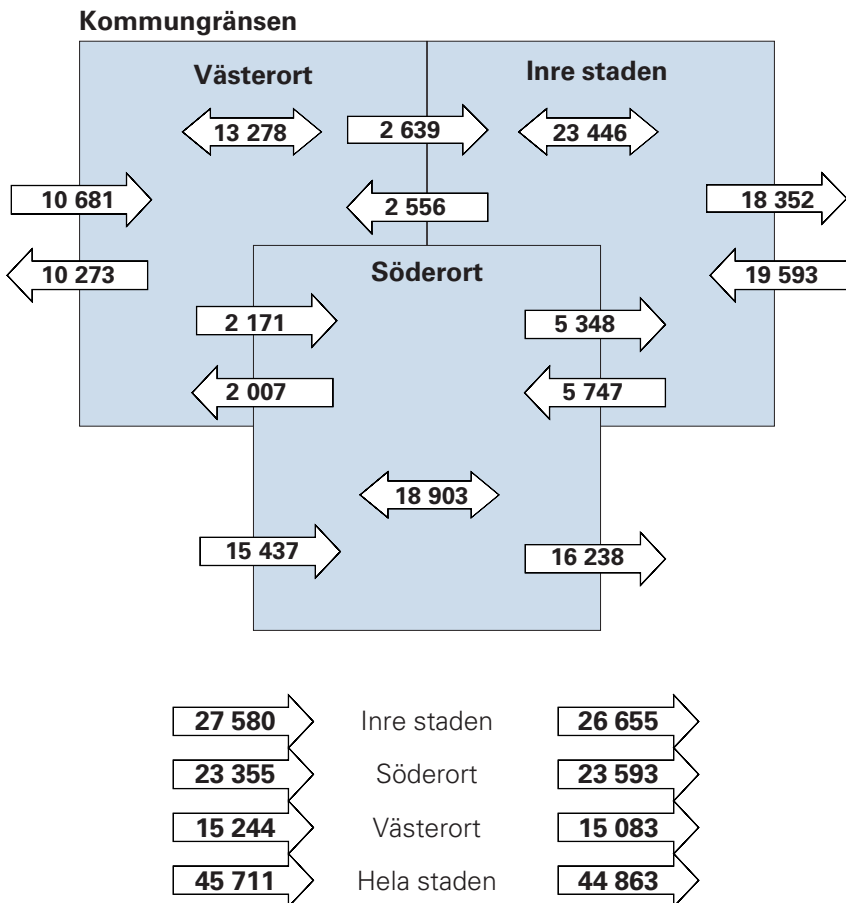 Kommungränsen
Västerort
Inre staden
13 278
2 639
23 446
10 681
2 556
18 352
10 273
Söderort
19 593
2 171
5 348
2 007
5 747
18 903
15 437
16 238
27 580 Inre staden 26 655
23 355 Söderort 23 593
15 244 Västerort 15 083
45 711 Hela staden 44 863